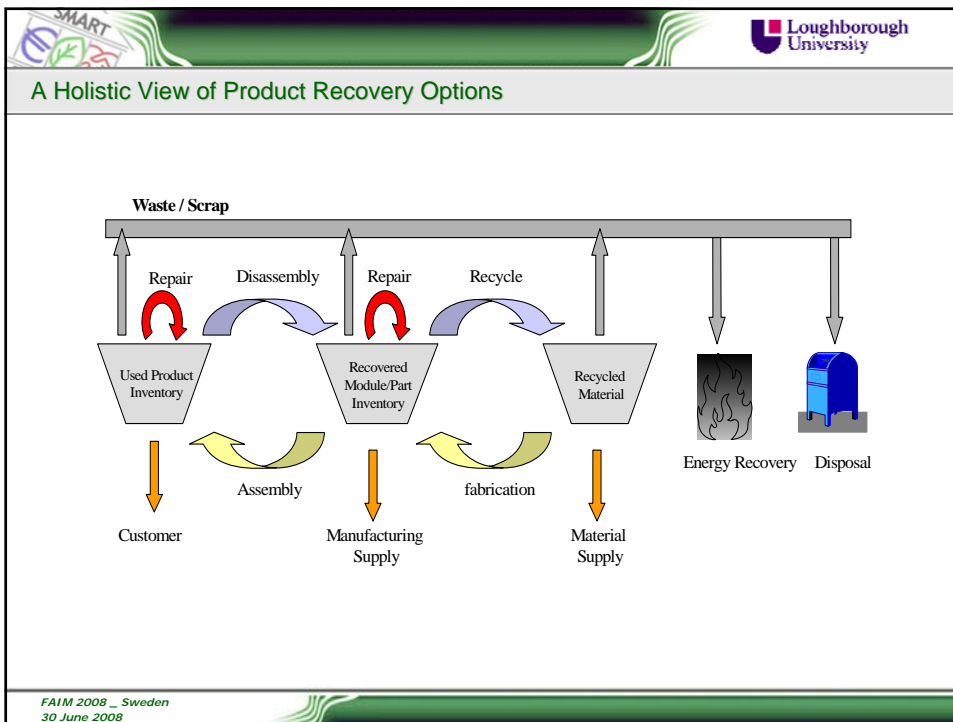 SMART
Loughborough
University
A Holistic View of Product Recovery Options
Waste / Scrap
Repair
Disassembly
Repair
Recycle
Used Product
Inventory
Recovered
Module/Part
Inventory
Recycled
Material
Assembly
fabrication
Energy Recovery
Disposal
Customer
Manufacturing
Supply
Material
Supply
FAIM 2008 _ Sweden
30 June 2008